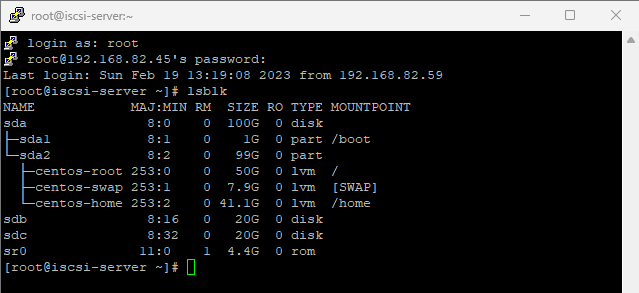 root@iscsi-server:~
login as: root
root@192.168.82.45's password:
Last login: Sun Feb 19 13:19:08 2023 from 192.168.82.59
[root@iscsi-server ~]# lsblk
NAME            MAJ:MIN RM  SIZE RO TYPE MOUNTPOINT
sda               8:0    0  100G  0 disk
├─sda1            8:1    0    1G  0 part /boot
└─sda2            8:2    0   99G  0 part
  ├─centos-root 253:0    0   50G  0 lvm  /
  ├─centos-swap 253:1    0  7.9G  0 lvm  [SWAP]
  └─centos-home 253:2    0 41.1G  0 lvm  /home
sdb               8:16   0   20G  0 disk
sdc               8:32   0   20G  0 disk
sr0              11:0    1  4.4G  0 rom
[root@iscsi-server ~]#